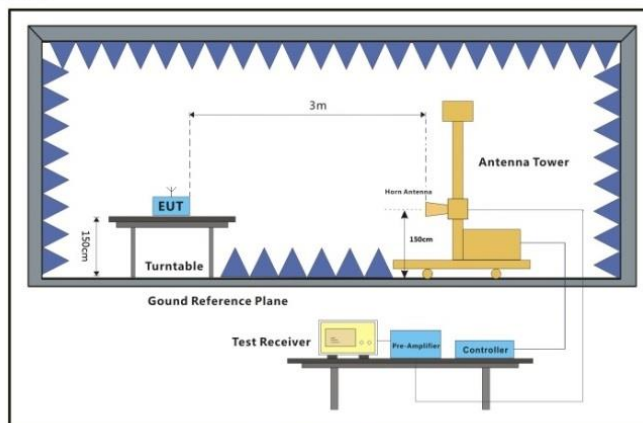 3m
Antenna Tower
Horn Antenna
EUT
150cm
150cm
Turntable
Gound Reference Plane
Test Receiver
Pre-Amplifier
Controller